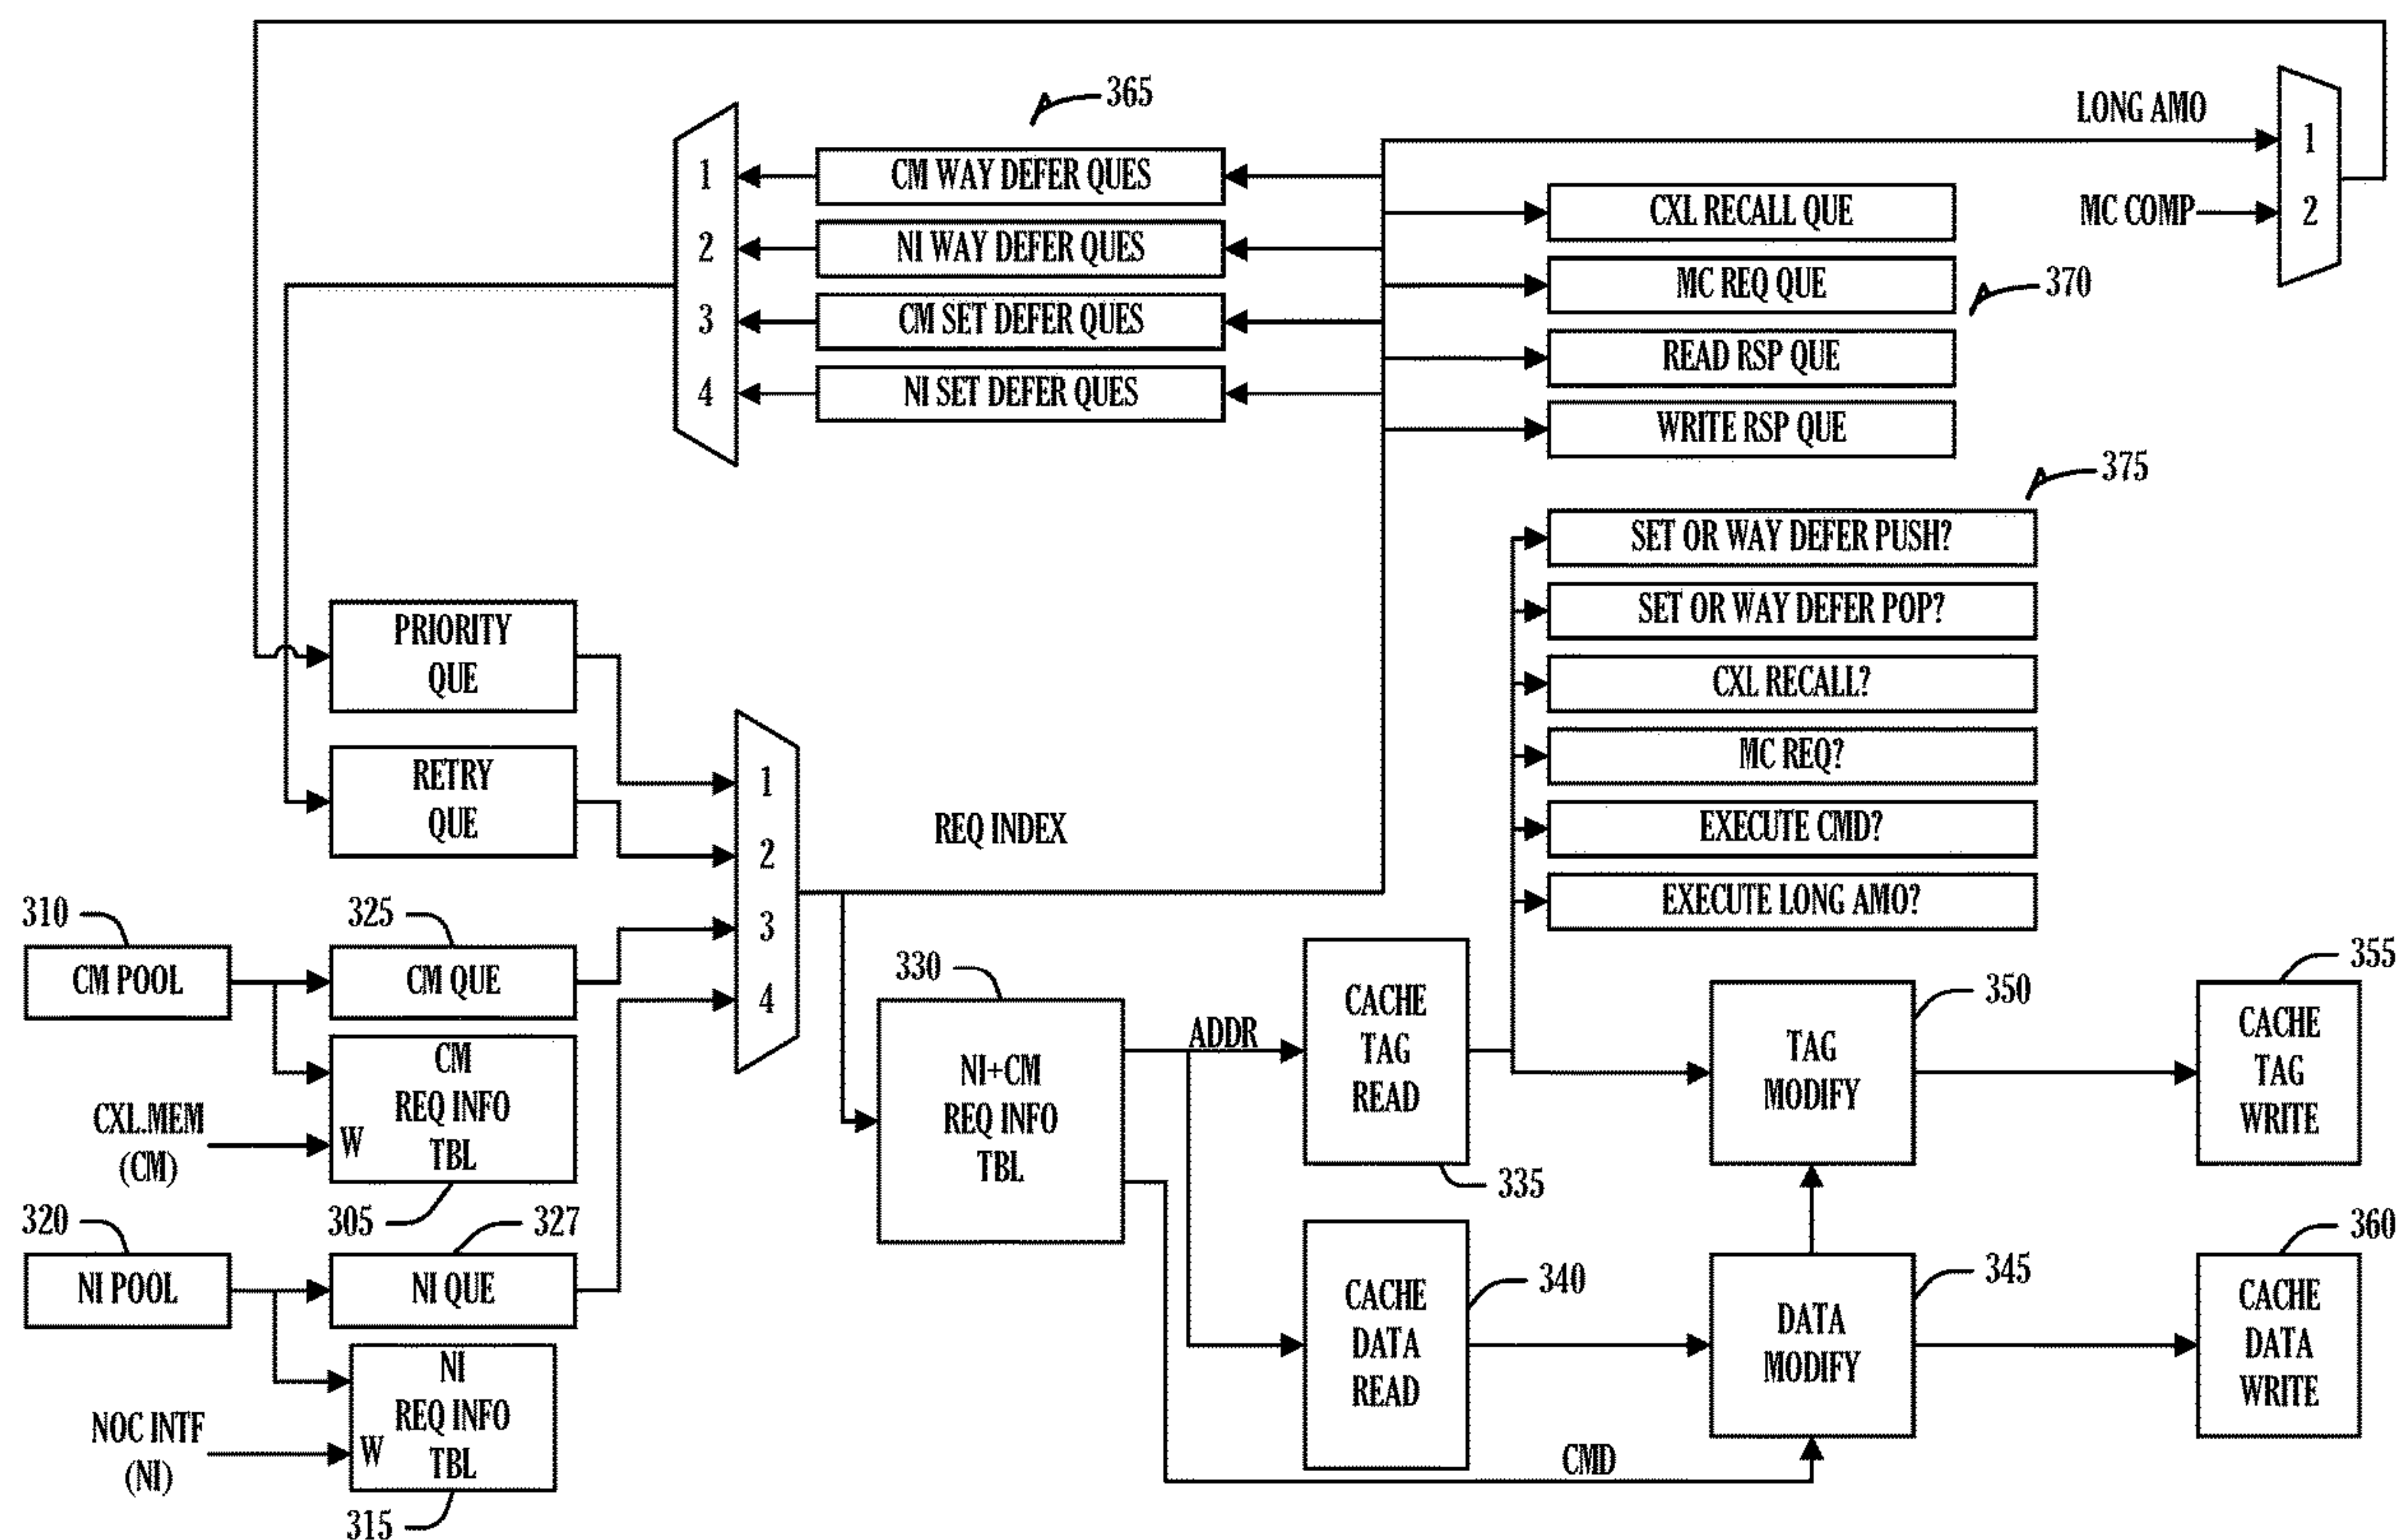 365
LONG AMO
1
CM WAY DEFER QUES
1
CXL RECALL QUE
MC COMP
2
2
NI WAY DEFER QUES
MC REQ QUE
370
3
CM SET DEFER QUES
READ RSP QUE
4
NI SET DEFER QUES
WRITE RSP QUE
375
SET OR WAY DEFER PUSH?
SET OR WAY DEFER POP?
CXL RECALL?
MC REQ?
EXECUTE CMD?
EXECUTE LONG AMO?
PRIORITY
QUE
RETRY
QUE
1
2
3
4
REQ INDEX
310
CM POOL
325
CM QUE
CM
REQ INFO
TBL
W
CXL.MEM
(CM)
305
320
NI POOL
327
NI QUE
NI
REQ INFO
TBL
W
NOC INTF
(NI)
315
330
NI+CM
REQ INFO
TBL
ADDR
CACHE
TAG
READ
335
CACHE
DATA
READ
340
CMD
TAG
MODIFY
350
DATA
MODIFY
345
355
CACHE
TAG
WRITE
360
CACHE
DATA
WRITE